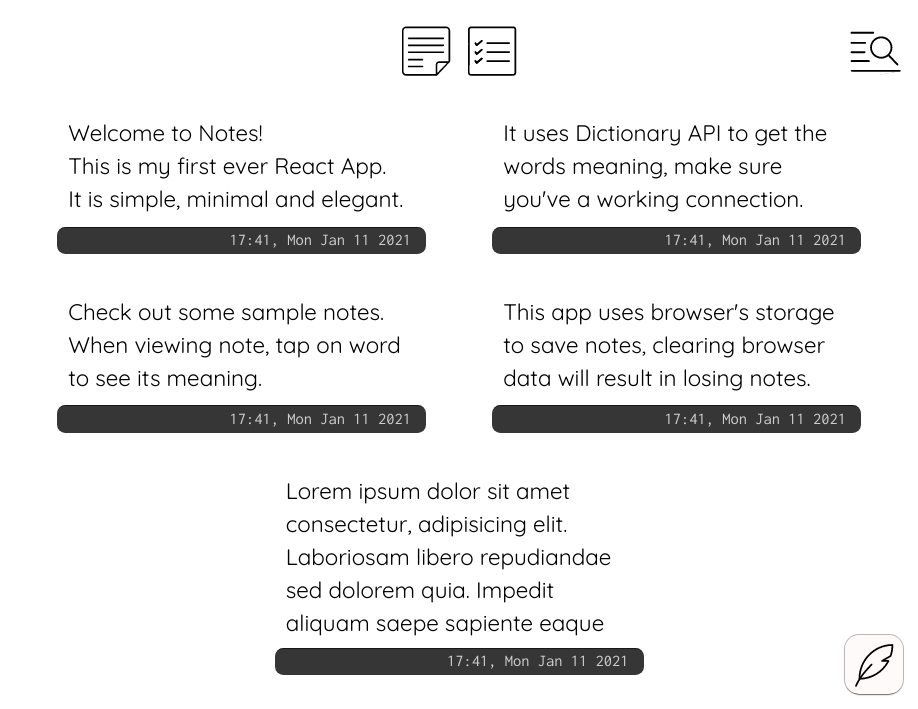 Welcome to Notes!
This is my first ever React App.
It is simple, minimal and elegant.
17:41, Mon Jan 11 2021
It uses Dictionary API to get the
words meaning, make sure
you've a working connection.
17:41, Mon Jan 11 2021
Check out some sample notes.
When viewing note, tap on word
to see its meaning.
17:41, Mon Jan 11 2021
This app uses browser's storage
to save notes, clearing browser
data will result in losing notes.
17:41, Mon Jan 11 2021
Lorem ipsum dolor sit amet
consectetur, adipisicing elit.
Laboriosam libero repudiandae
sed dolorem quia. Impedit
aliquam saepe sapiente eaque
17:41, Mon Jan 11 2021